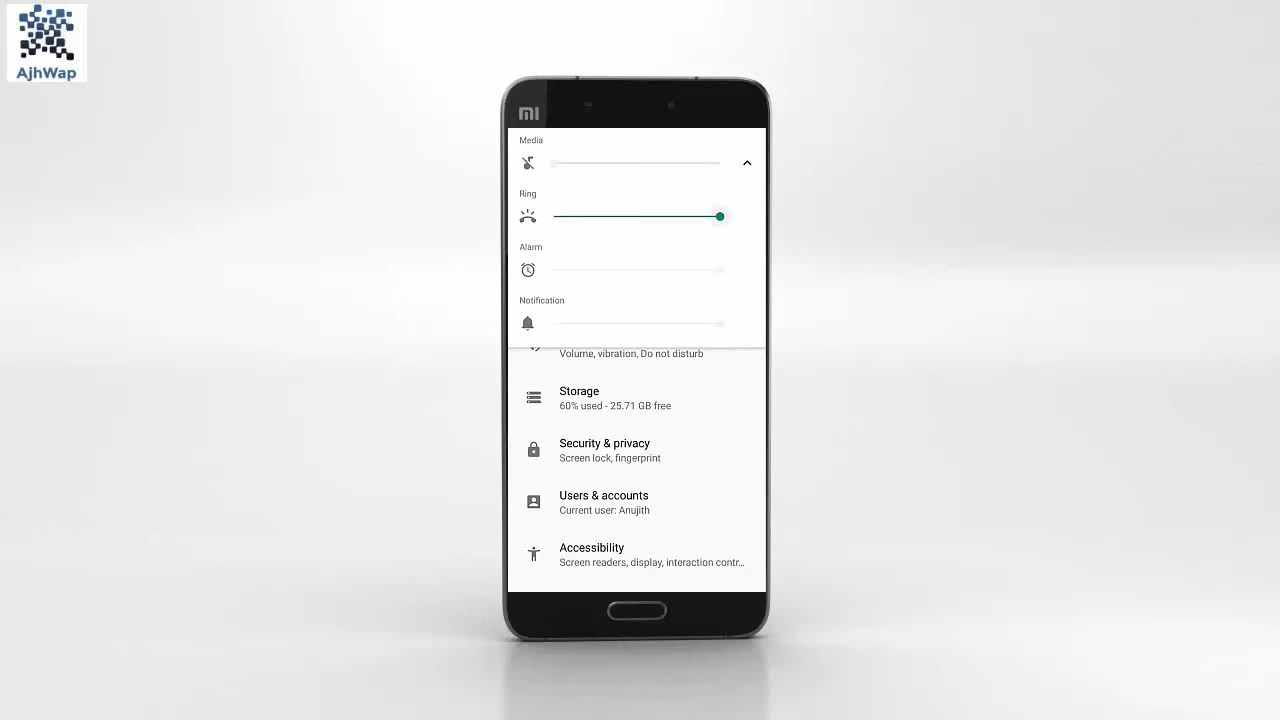 AjhWap
MI
Media
Ring
Alarm
Notification
Volume, vibration, Do not disturb
Storage
60% used - 25.71 GB free
Security & privacy
Screen lock, fingerprint
Users & accounts
Current user: Anujith
Accessibility
Screen readers, display, interaction contr...